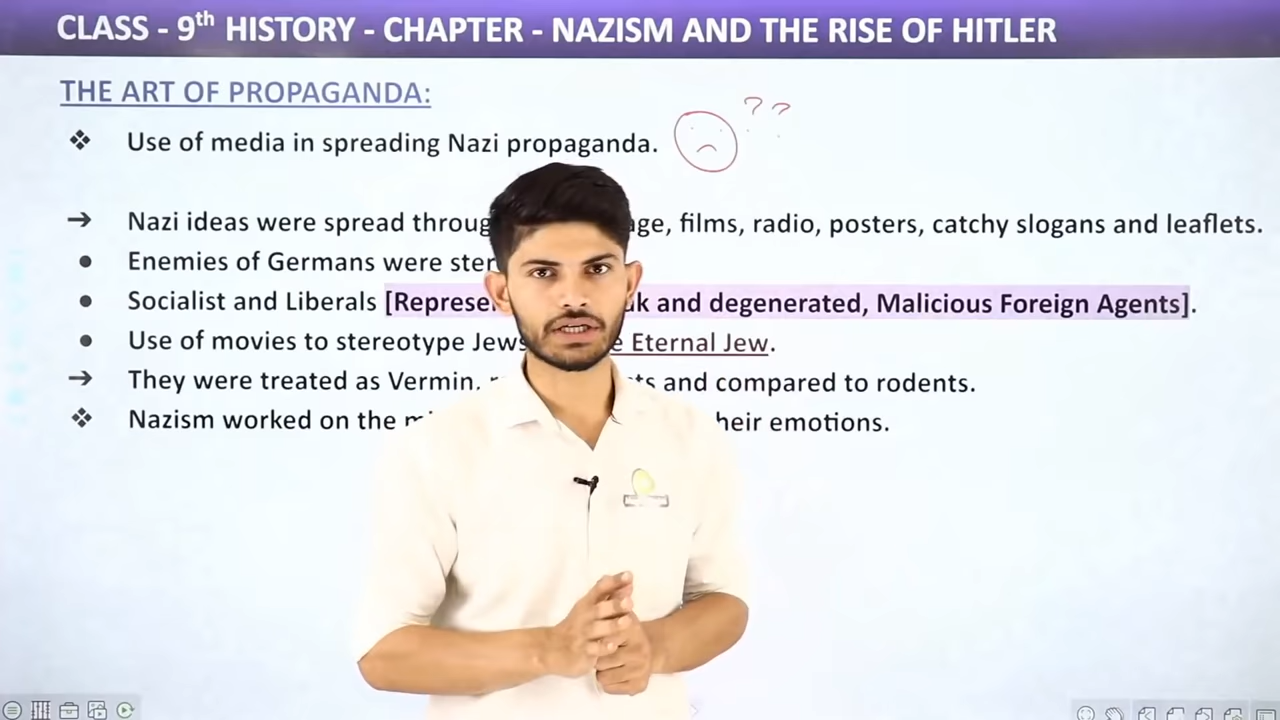 CLASS - 9th HISTORY - CHAPTER - NAZISM AND THE RISE OF HITLER
THE ART OF PROPAGANDA:
❖ Use of media in spreading Nazi propaganda. ? ?
→ Nazi ideas were spread throug age, films, radio, posters, catchy slogans and leaflets.
● Enemies of Germans were ster
● Socialist and Liberals [Represe k and degenerated, Malicious Foreign Agents].
● Use of movies to stereotype Jews e Eternal Jew.
→ They were treated as Vermin, ts and compared to rodents.
❖ Nazism worked on the mi heir emotions.